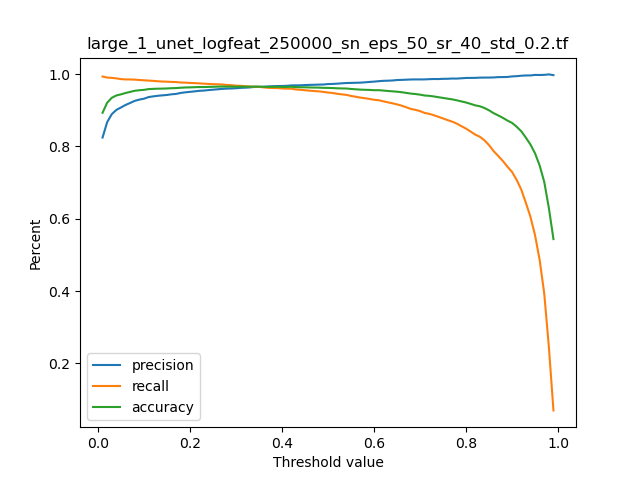 large_1_unet_logfeat_250000_sn_eps_50_sr_40_std_0.2.tf
1.0
0.8
0.6
0.4
0.2
Percent
precision
recall
accuracy
0.0 0.2 0.4 0.6 0.8 1.0
Threshold value